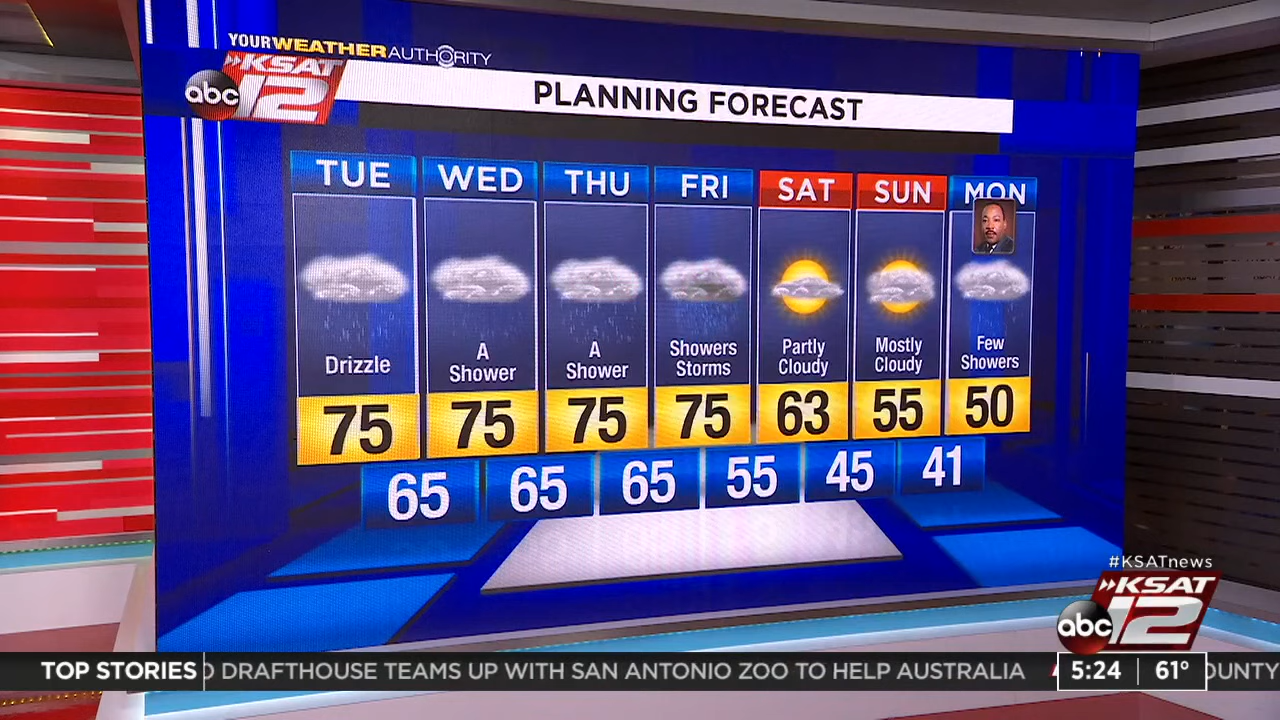 YOUR WEATHER AUTHORITY
»KSAT
abc 12
PLANNING FORECAST
TUE WED THU FRI SAT SUN MON
Drizzle
A
Shower
A
Shower
Showers
Storms
Partly
Cloudy
Mostly
Cloudy
Few
Showers
75 75 75 75 63 55 50
65 65 65 55 45 41
#KSATnews
»KSAT
abc 12
TOP STORIES
DRAFTHOUSE TEAMS UP WITH SAN ANTONIO ZOO TO HELP AUSTRALIA
5:24 61°